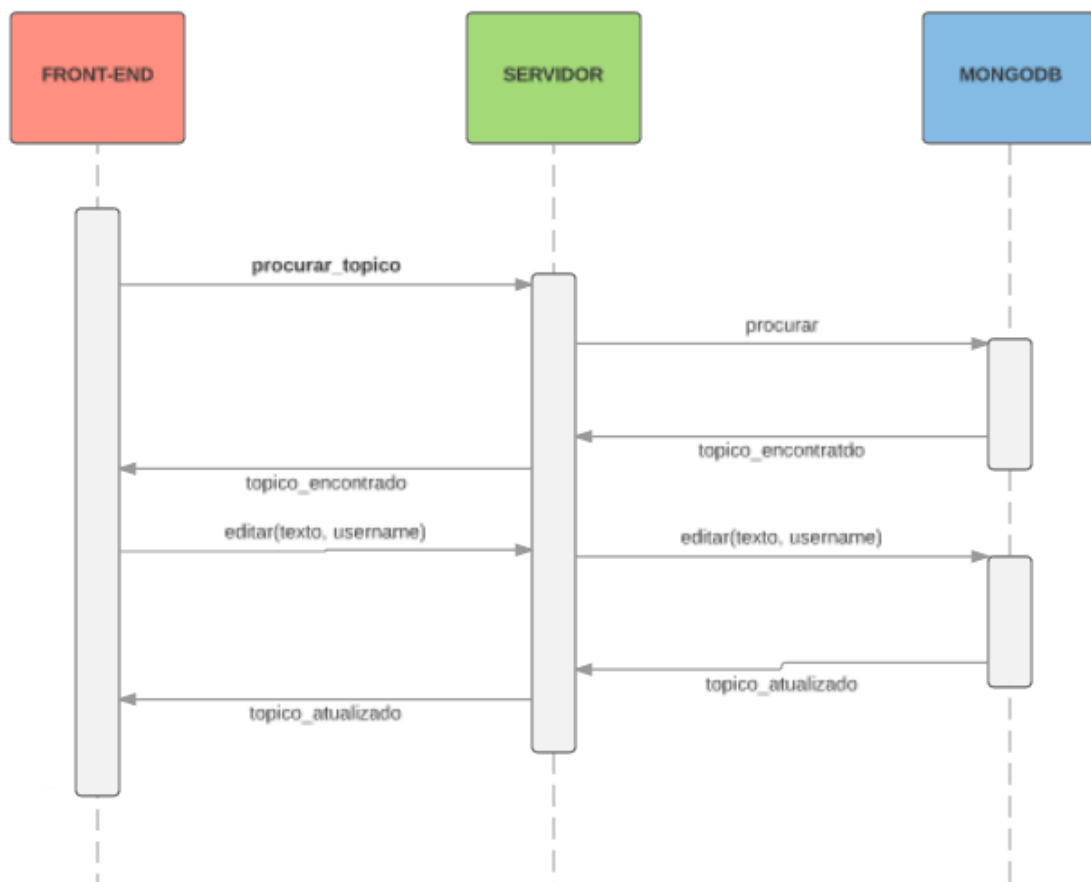 FRONT-END
SERVIDOR
MONGODB
procurar_topico
procurar
topico_encontratdo
topico_encontrado
editar(texto, username)
editar(texto, username)
topico_atualizado
topico_atualizado